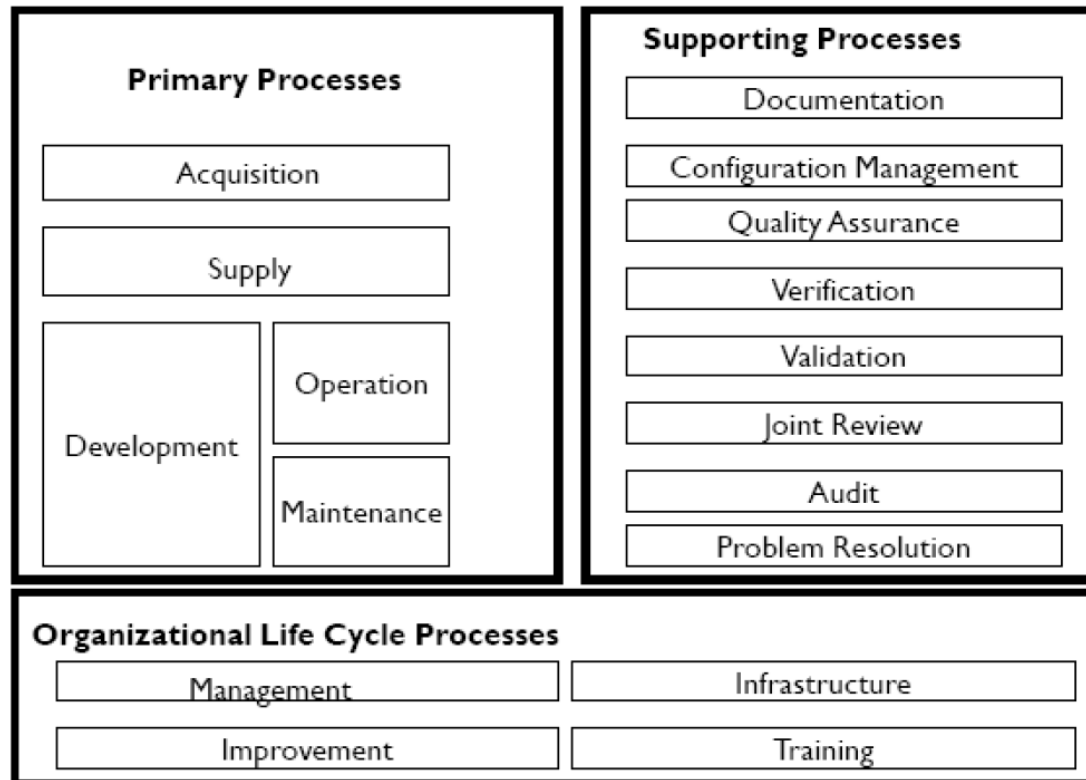 Primary Processes
Acquisition
Supply
Development
Operation
Maintenance
Supporting Processes
Documentation
Configuration Management
Quality Assurance
Verification
Validation
Joint Review
Audit
Problem Resolution
Organizational Life Cycle Processes
Management
Infrastructure
Improvement
Training